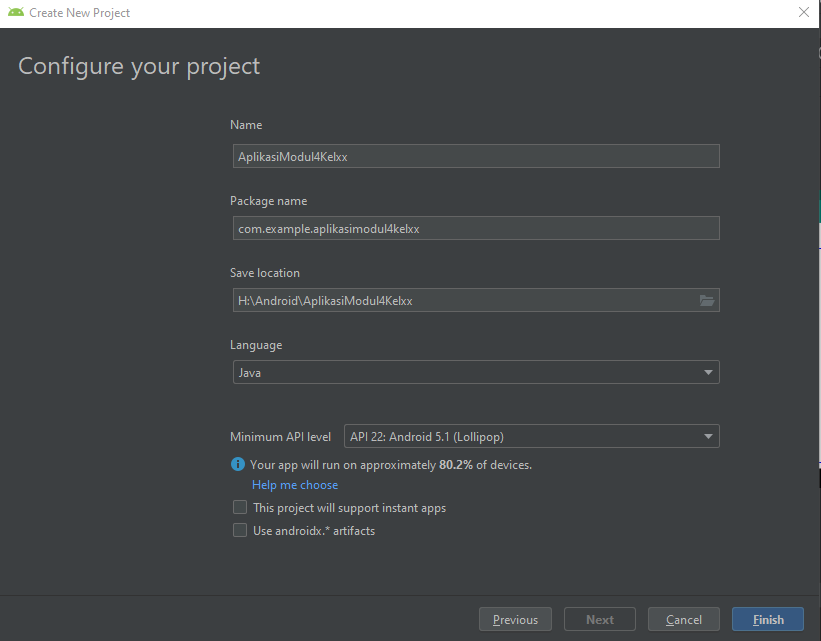 Create New Project
Configure your project
Name
AplikasiModul4Kelxx
Package name
com.example.aplikasimodul4kelxx
Save location
H:\Android\AplikasiModul4Kelxx
Language
Java
Minimum API level API 22: Android 5.1 (Lollipop)
Your app will run on approximately 80.2% of devices.
Help me choose
This project will support instant apps
Use androidx.* artifacts
Previous Next Cancel Finish